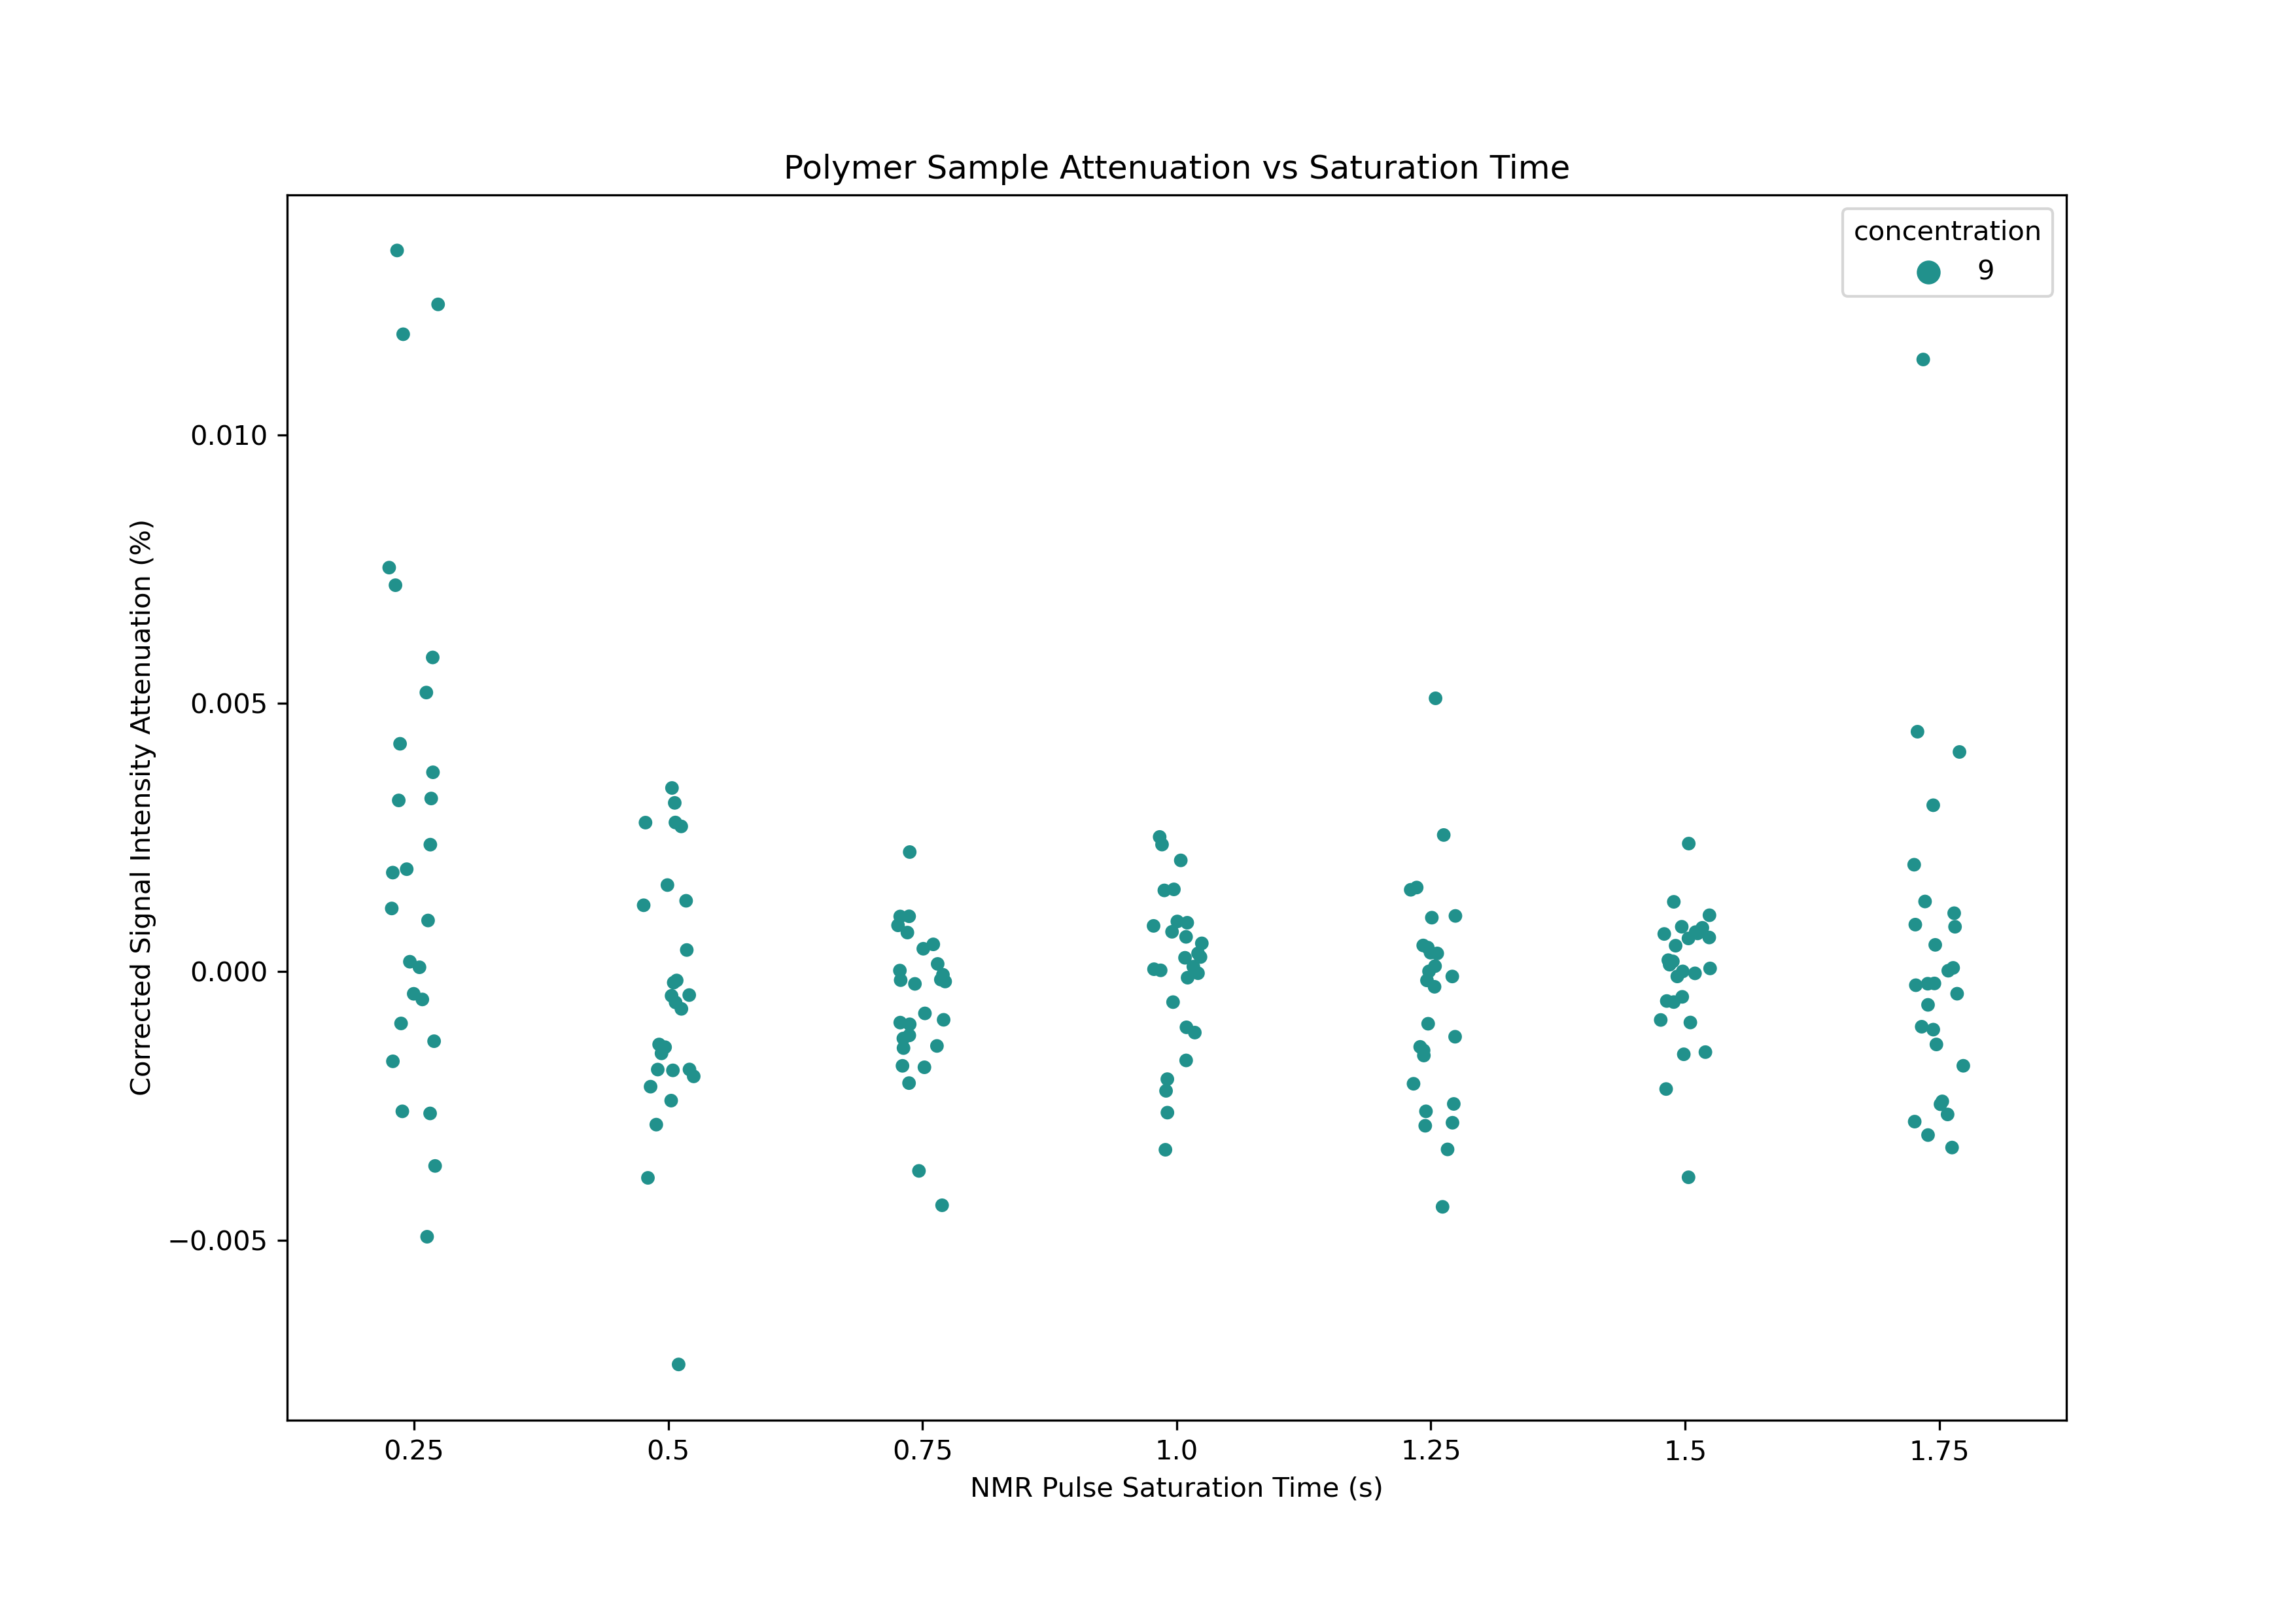 Polymer Sample Attenuation vs Saturation Time
concentration
9
Corrected Signal Intensity Attenuation (%)
0.010
0.005
0.000
−0.005
0.25 0.5 0.75 1.0 1.25 1.5 1.75
NMR Pulse Saturation Time (s)